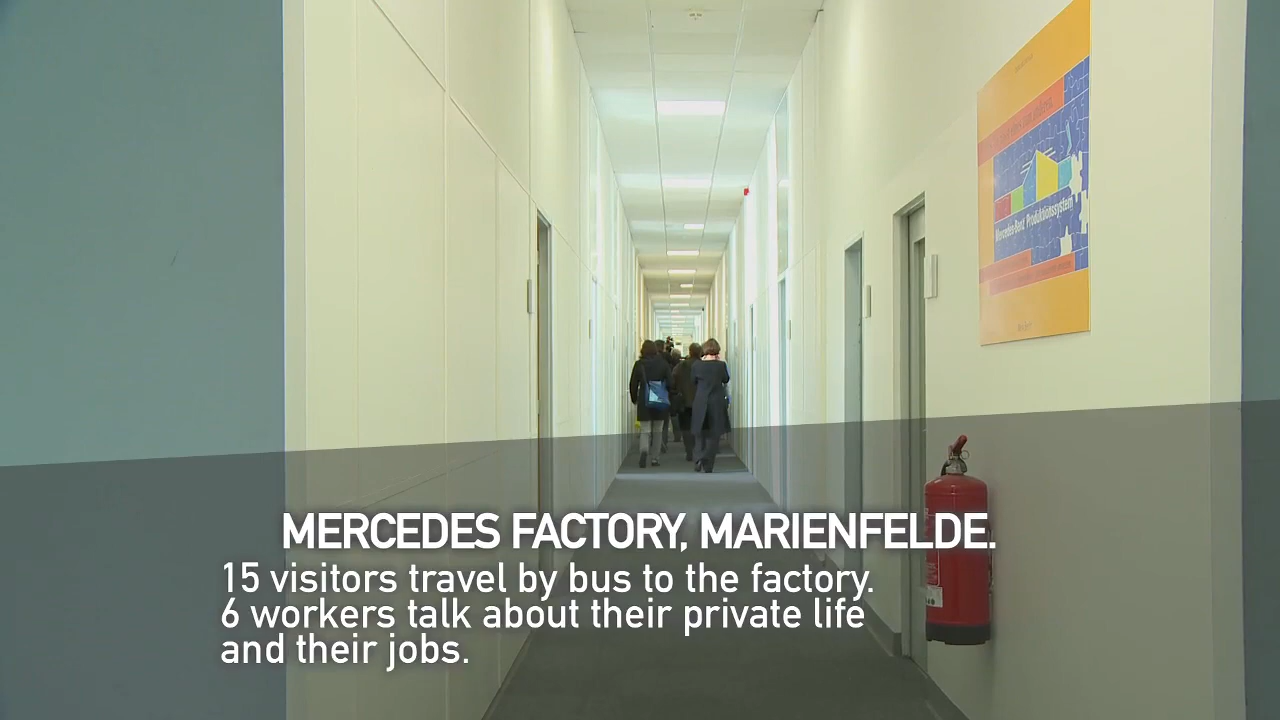 Mercedes-Benz Produktionssystem
MERCEDES FACTORY, MARIENFELDE.
15 visitors travel by bus to the factory.
6 workers talk about their private life
and their jobs.